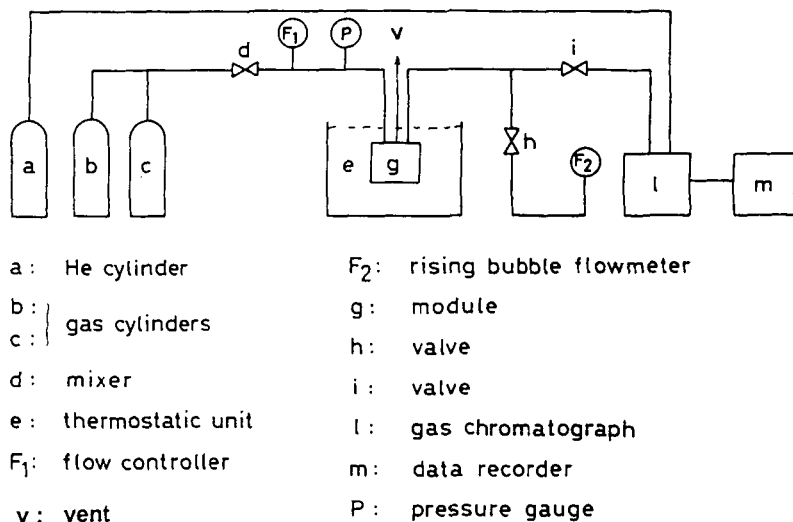 F1 P v i
d
a b c e g h F2 l m
a: He cylinder
b:
c: gas cylinders
d: mixer
e: thermostatic unit
F1: flow controller
v: vent
F2: rising bubble flowmeter
g: module
h: valve
i: valve
l: gas chromatograph
m: data recorder
P: pressure gauge